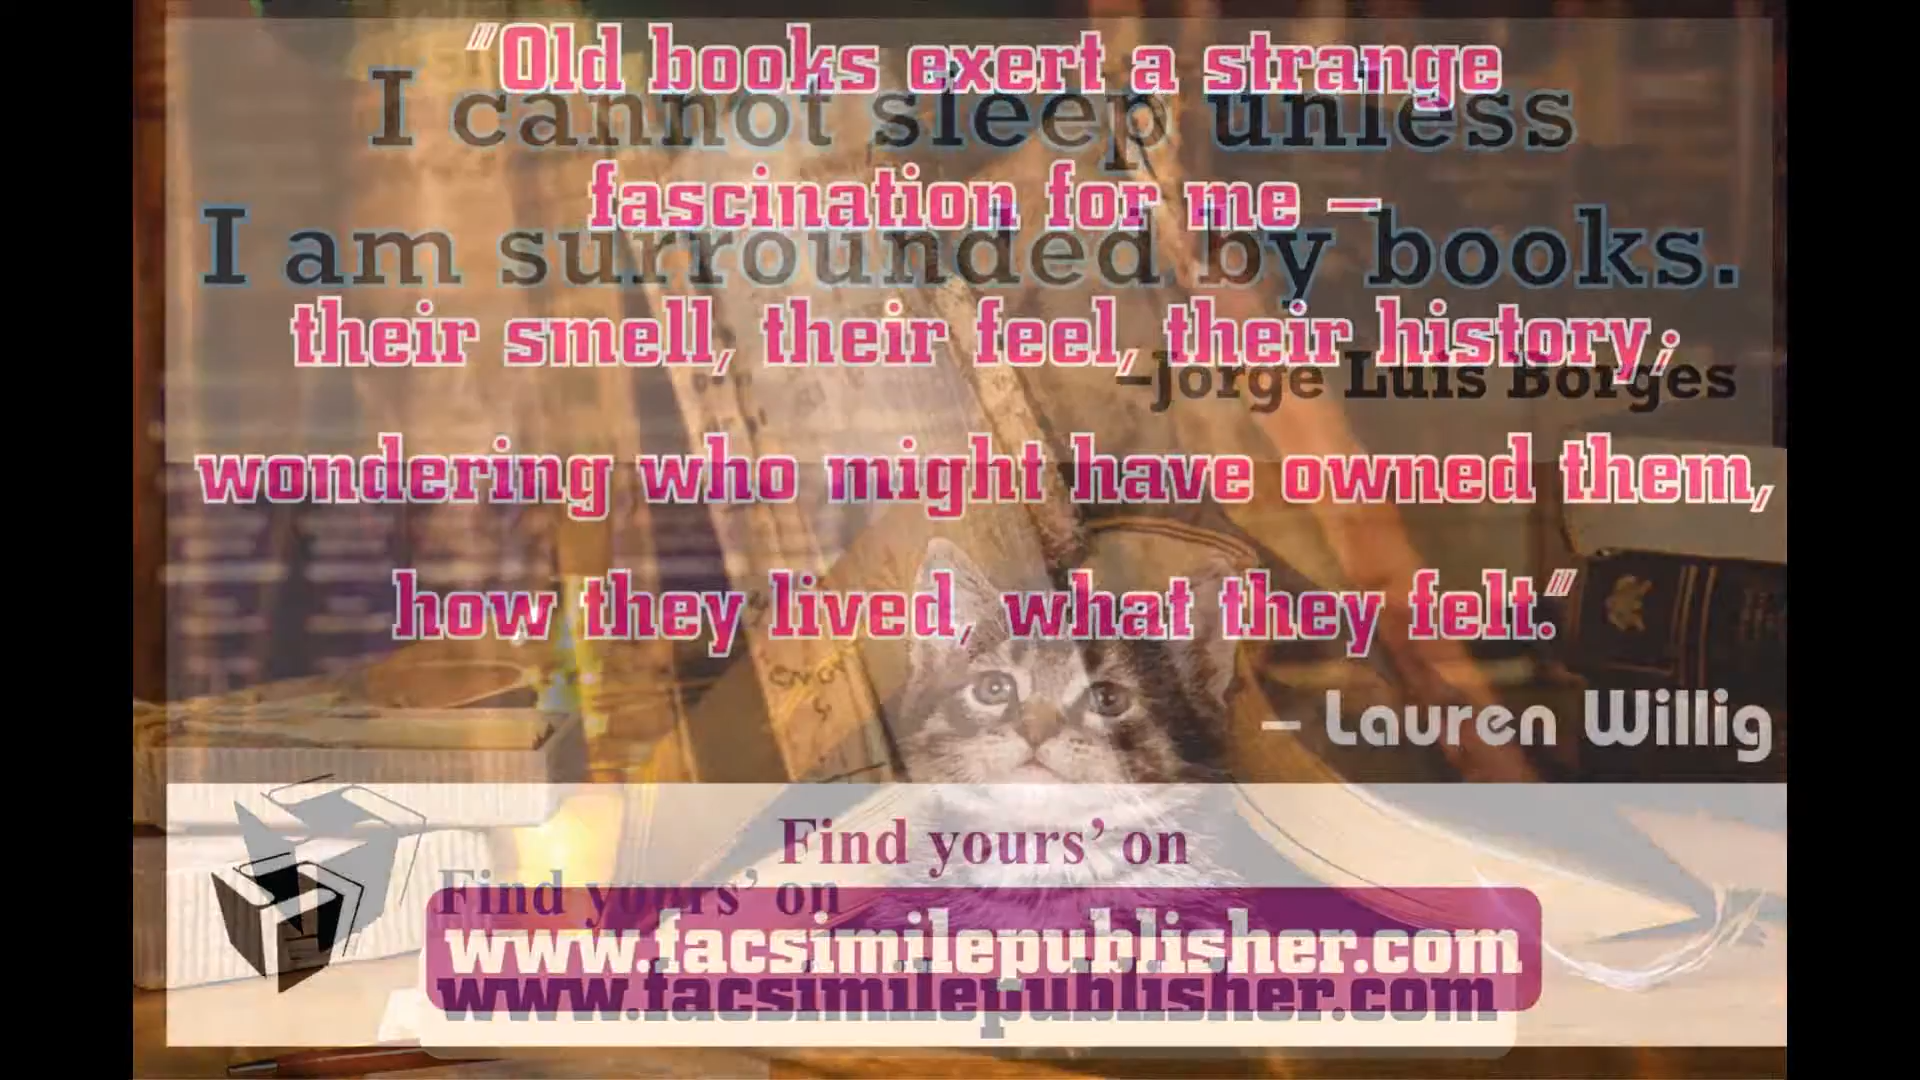 "Old books exert a strange
fascination for me –
their smell, their feel, their history;
wondering who might have owned them,
how they lived, what they felt."
– Lauren Willig
I cannot sleep unless
I am surrounded by books.
–Jorge Luis Borges
Find yours' on
www.facsimilepublisher.com
Find yours' on
www.facsimilepublisher.com